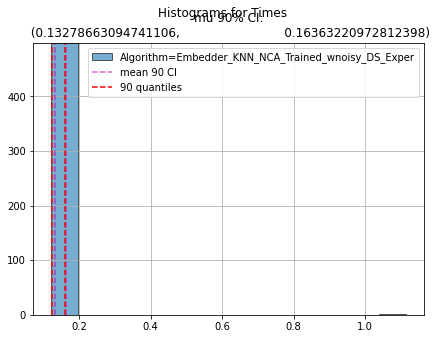 Histograms for Times
mu 90% CI:
(0.13278663094741106, 0.16363220972812398)
Algorithm=Embedder_KNN_NCA_Trained_wnoisy_DS_Exper
mean 90 CI
90 quantiles
400
300
200
100
0
0.2 0.4 0.6 0.8 1.0